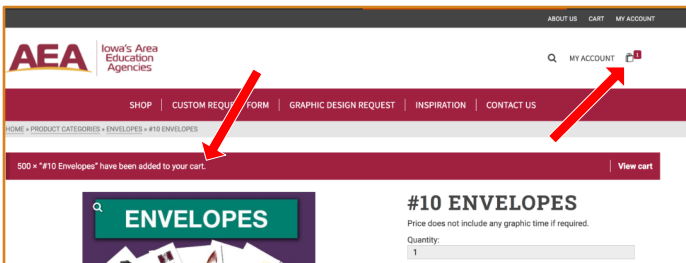 ABOUT US CART MY ACCOUNT
AEA
Iowa's Area
Education
Agencies
MY ACCOUNT 1
SHOP | CUSTOM REQU FORM | GRAPHIC DESIGN REQUEST | INSPIRATION | CONTACT US
HOME » PRODUCT CATEGORIES » ENVELOPES » #10 ENVELOPES
500 × "#10 Envelopes" have been added to your cart.
View cart
ENVELOPES
#10 ENVELOPES
Price does not include any graphic time if required.
Quantity:
1